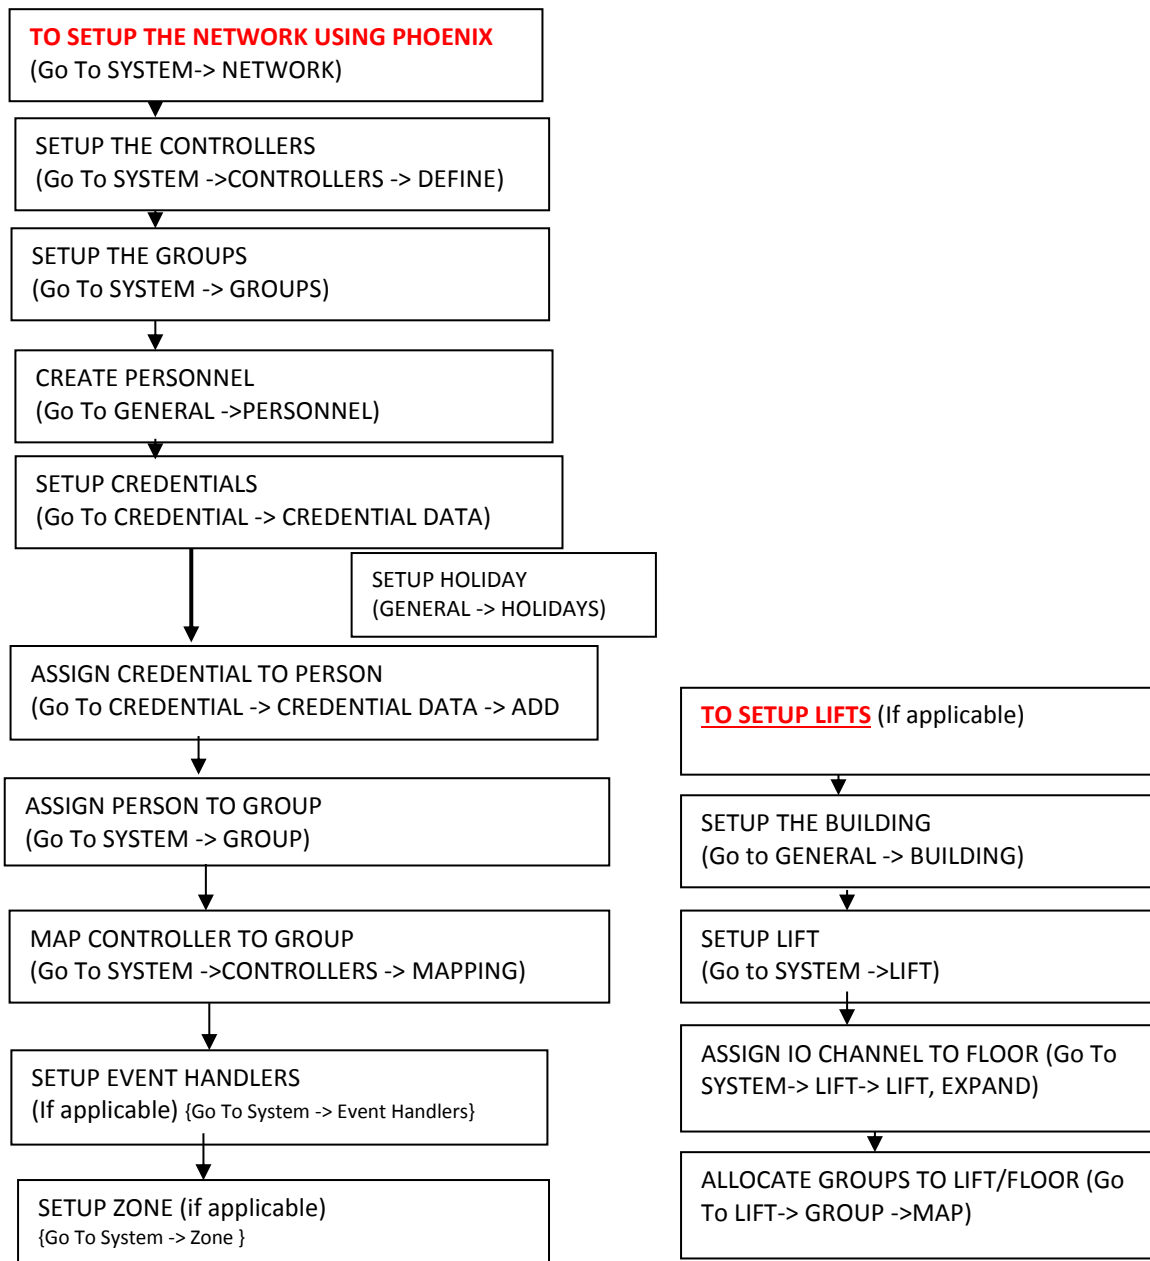 TO SETUP THE NETWORK USING PHOENIX
(Go To SYSTEM-> NETWORK)
SETUP THE CONTROLLERS
(Go To SYSTEM ->CONTROLLERS -> DEFINE)
SETUP THE GROUPS
(Go To SYSTEM -> GROUPS)
CREATE PERSONNEL
(Go To GENERAL ->PERSONNEL)
SETUP CREDENTIALS
(Go To CREDENTIAL -> CREDENTIAL DATA)
SETUP HOLIDAY
(GENERAL -> HOLIDAYS)
ASSIGN CREDENTIAL TO PERSON
(Go To CREDENTIAL -> CREDENTIAL DATA -> ADD
ASSIGN PERSON TO GROUP
(Go To SYSTEM -> GROUP)
MAP CONTROLLER TO GROUP
(Go To SYSTEM ->CONTROLLERS -> MAPPING)
SETUP EVENT HANDLERS
(If applicable) {Go To System -> Event Handlers}
SETUP ZONE (if applicable)
{Go To System -> Zone }
TO SETUP LIFTS (If applicable)
SETUP THE BUILDING
(Go to GENERAL -> BUILDING)
SETUP LIFT
(Go to SYSTEM ->LIFT)
ASSIGN IO CHANNEL TO FLOOR (Go To
SYSTEM-> LIFT-> LIFT, EXPAND)
ALLOCATE GROUPS TO LIFT/FLOOR (Go
To LIFT-> GROUP ->MAP)